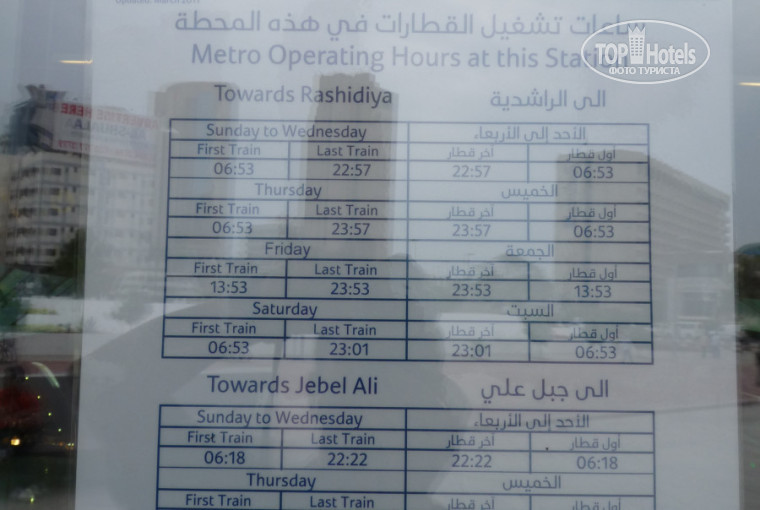 ساعات تشغيل القطارات في هذه المحطة
Metro Operating Hours at this Station
TOP Hotels
ФОТО ТУРИСТА
Towards Rashidiya الى الراشدية
Sunday to Wednesday الأحد إلى الأربعاء
First Train Last Train آخر قطار أول قطار
06:53 22:57 22:57 06:53
Thursday الخميس
First Train Last Train آخر قطار أول قطار
06:53 23:57 23:57 06:53
Friday الجمعة
First Train Last Train آخر قطار أول قطار
13:53 23:53 23:53 13:53
Saturday السبت
First Train Last Train آخر قطار أول قطار
06:53 23:01 23:01 06:53
Towards Jebel Ali الى جبل علي
Sunday to Wednesday الأحد إلى الأربعاء
First Train Last Train آخر قطار أول قطار
06:18 22:22 22:22 06:18
Thursday الخميس
First Train Last Train آخر قطار أول قطار